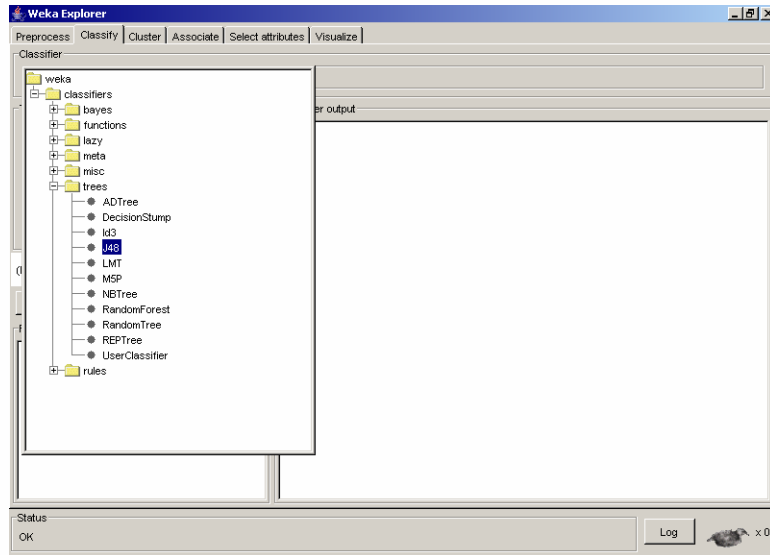 Weka Explorer
Preprocess Classify Cluster Associate Select attributes Visualize
Classifier
weka
classifiers
bayes
er output
functions
lazy
meta
misc
trees
ADTree
DecisionStump
Id3
J48
LMT
M5P
NBTree
RandomForest
RandomTree
REPTree
UserClassifier
rules
Status
OK
Log
x 0